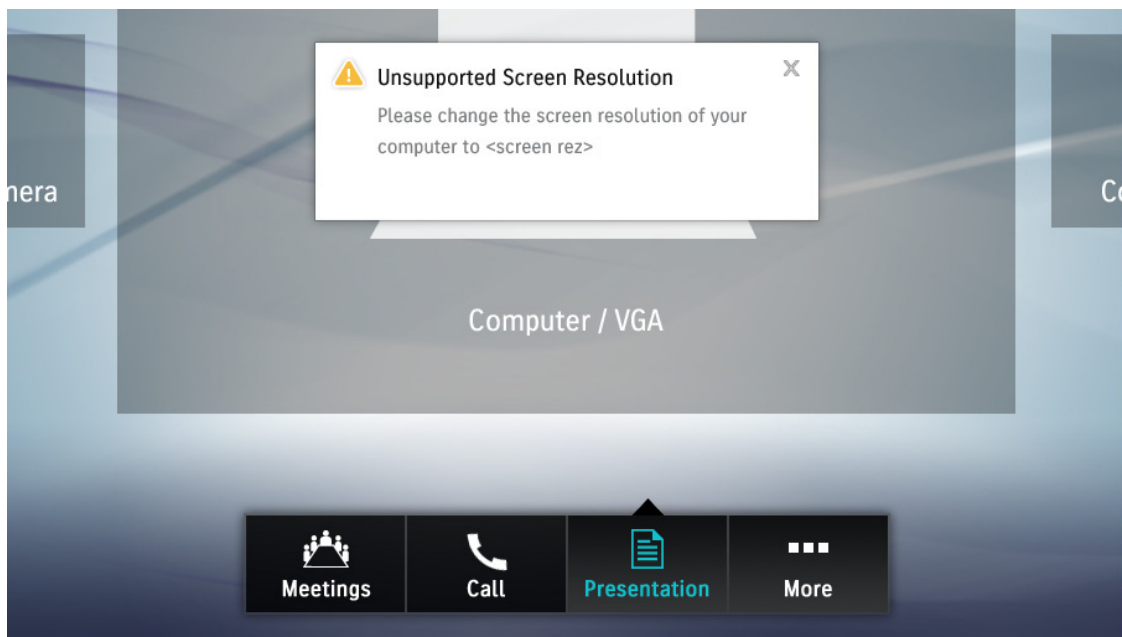 Unsupported Screen Resolution
X
Please change the screen resolution of your
computer to <screen rez>
mera
Co
Computer / VGA
Meetings
Call
Presentation
More